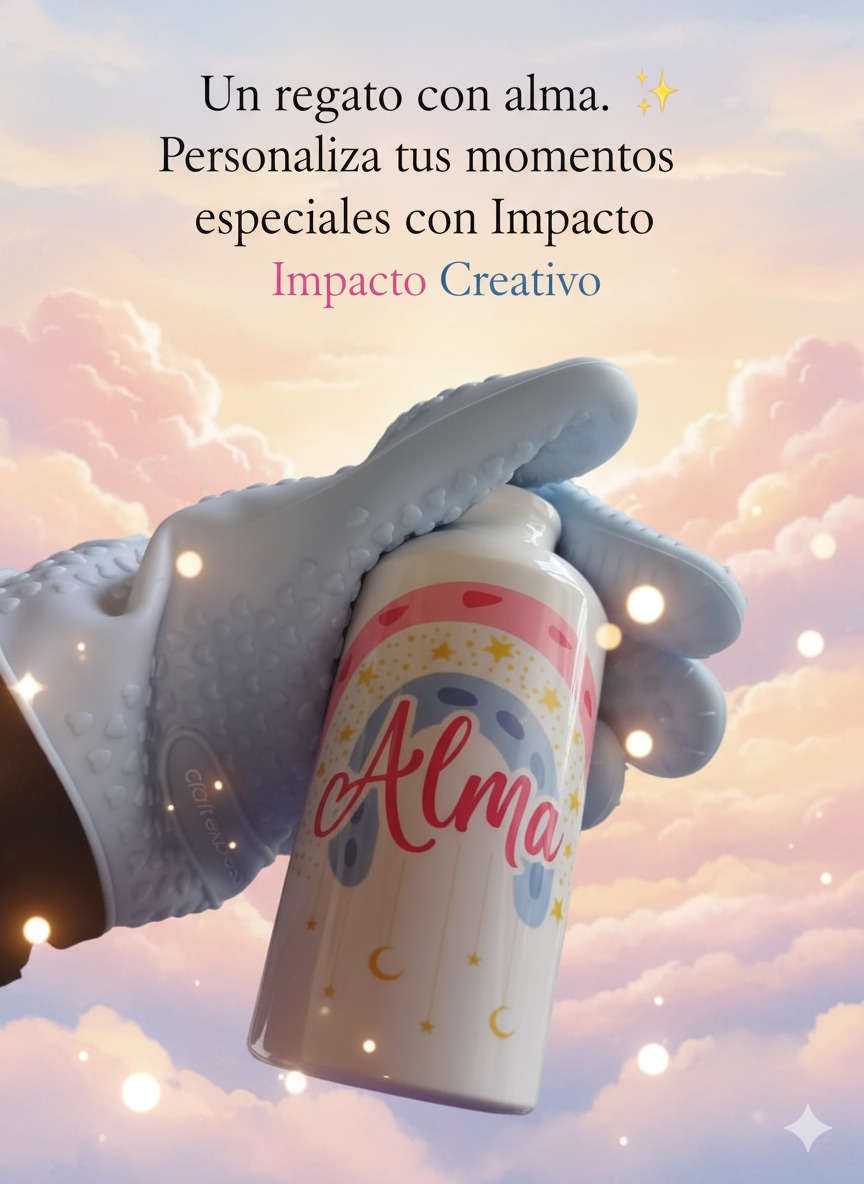 Un regato con alma. ✨
Personaliza tus momentos
especiales con Impacto
Impacto Creativo
Alma